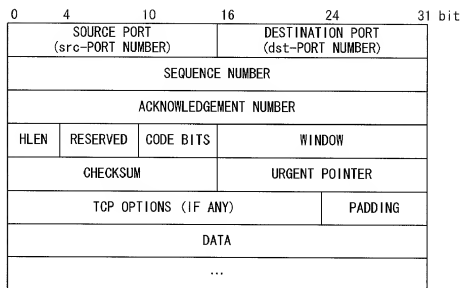 0 4 10 16 24 31 bit
SOURCE PORT DESTINATION PORT
(src-PORT NUMBER) (dst-PORT NUMBER)
SEQUENCE NUMBER
ACKNOWLEDGEMENT NUMBER
HLEN RESERVED CODE BITS WINDOW
CHECKSUM URGENT POINTER
TCP OPTIONS (IF ANY) PADDING
DATA
...